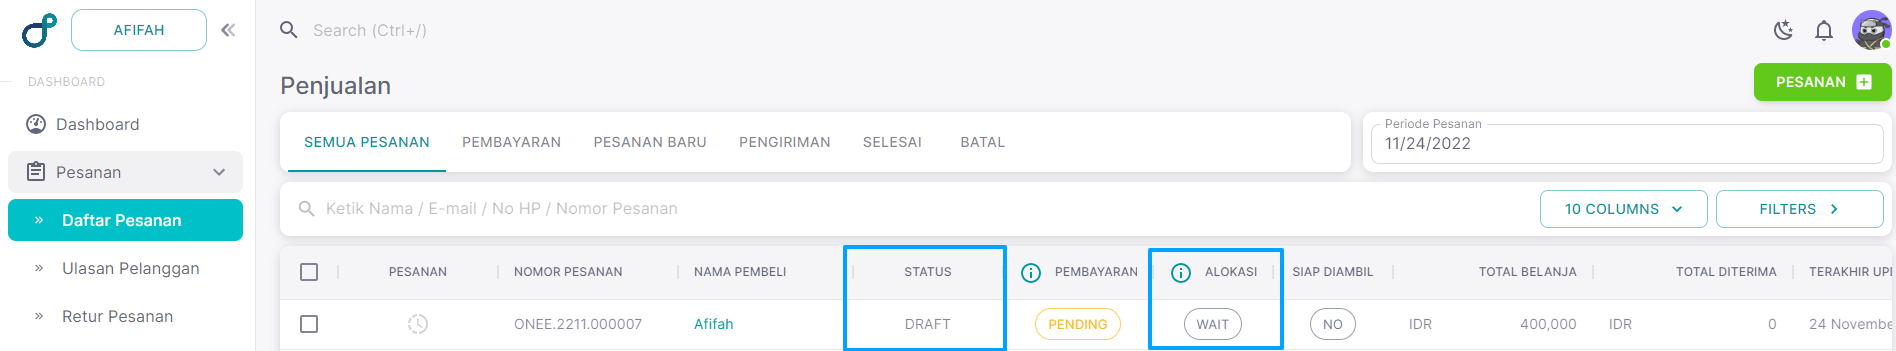 AFIFAH
Search (Ctrl+/)
DASHBOARD
Dashboard
Pesanan
Daftar Pesanan
Ulasan Pelanggan
Retur Pesanan
Penjualan
PESANAN
SEMUA PESANAN PEMBAYARAN PESANAN BARU PENGIRIMAN SELESAI BATAL
Periode Pesanan
11/24/2022
Ketik Nama / E-mail / No HP / Nomor Pesanan
10 COLUMNS
FILTERS
PESANAN NOMOR PESANAN NAMA PEMBELI STATUS PEMBAYARAN ALOKASI SIAP DIAMBIL TOTAL BELANJA TOTAL DITERIMA TERAKHIR UP
ONEE.2211.000007 Afifah DRAFT PENDING WAIT NO IDR 400,000 IDR 0 24 Novembe